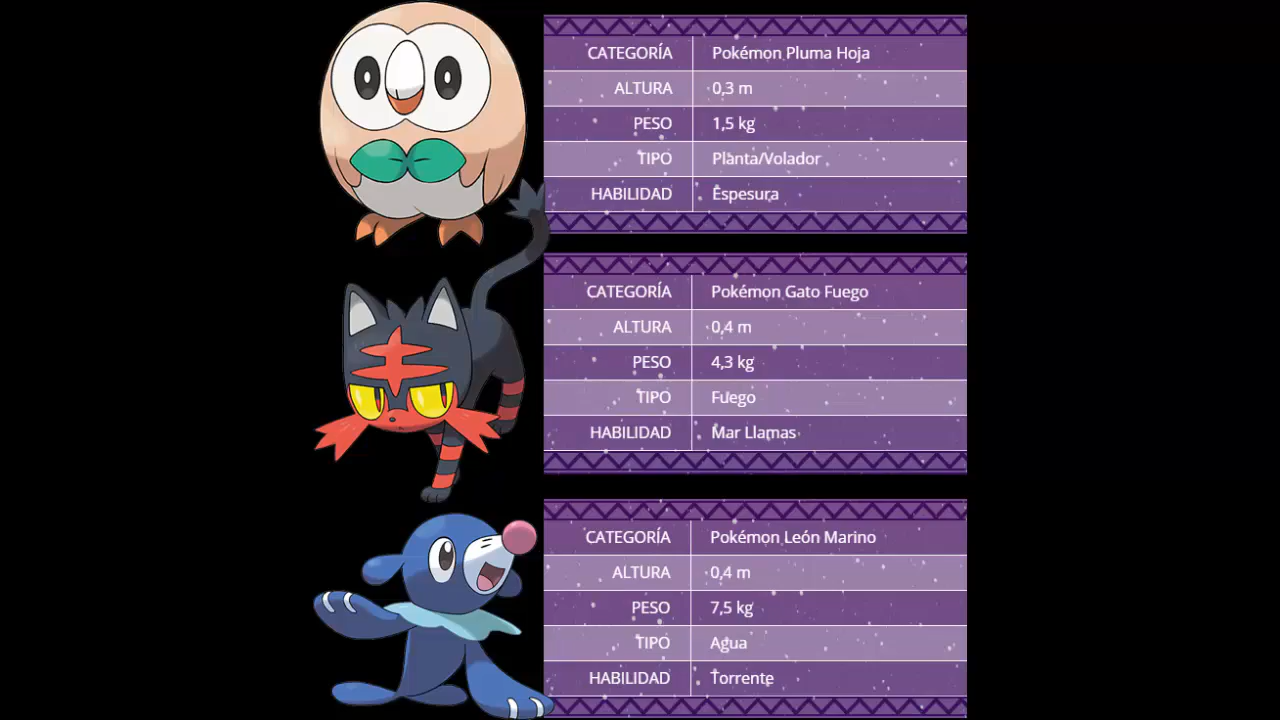 CATEGORÍA Pokémon Pluma Hoja
ALTURA 0,3 m
PESO 1,5 kg
TIPO Planta/Volador
HABILIDAD Espesura
CATEGORÍA Pokémon Gato Fuego
ALTURA 0,4 m
PESO 4,3 kg
TIPO Fuego
HABILIDAD Mar Llamas
CATEGORÍA Pokémon León Marino
ALTURA 0,4 m
PESO 7,5 kg
TIPO Agua
HABILIDAD Torrente